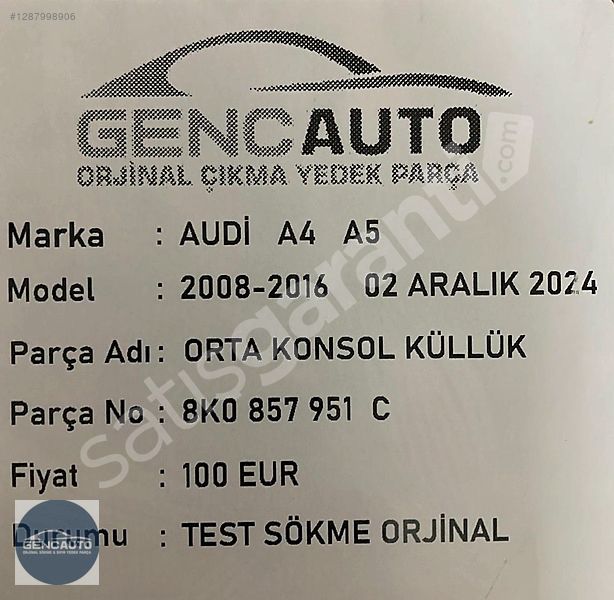 #1287998906
GENCAUTO
ORJİNAL ÇIKMA YEDEK PARÇA
Marka : AUDİ A4 A5
Model : 2008-2016 02 ARALIK 2024
Parça Adı : ORTA KONSOL KÜLLÜK
Parça No : 8K0 857 951 C
Fiyat : 100 EUR
Durumu : TEST SÖKME ORJİNAL
satışgaranti.com
GENCAUTO